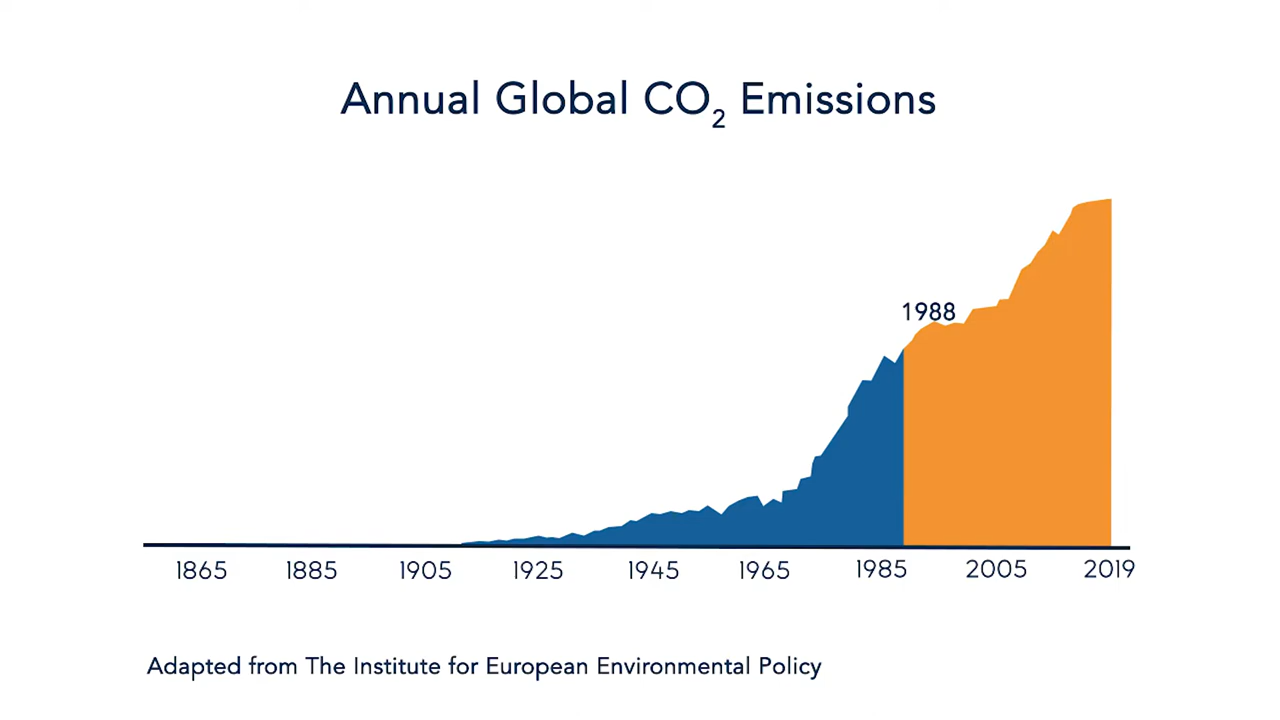 Annual Global CO₂ Emissions
1988
1865 1885 1905 1925 1945 1965 1985 2005 2019
Adapted from The Institute for European Environmental Policy